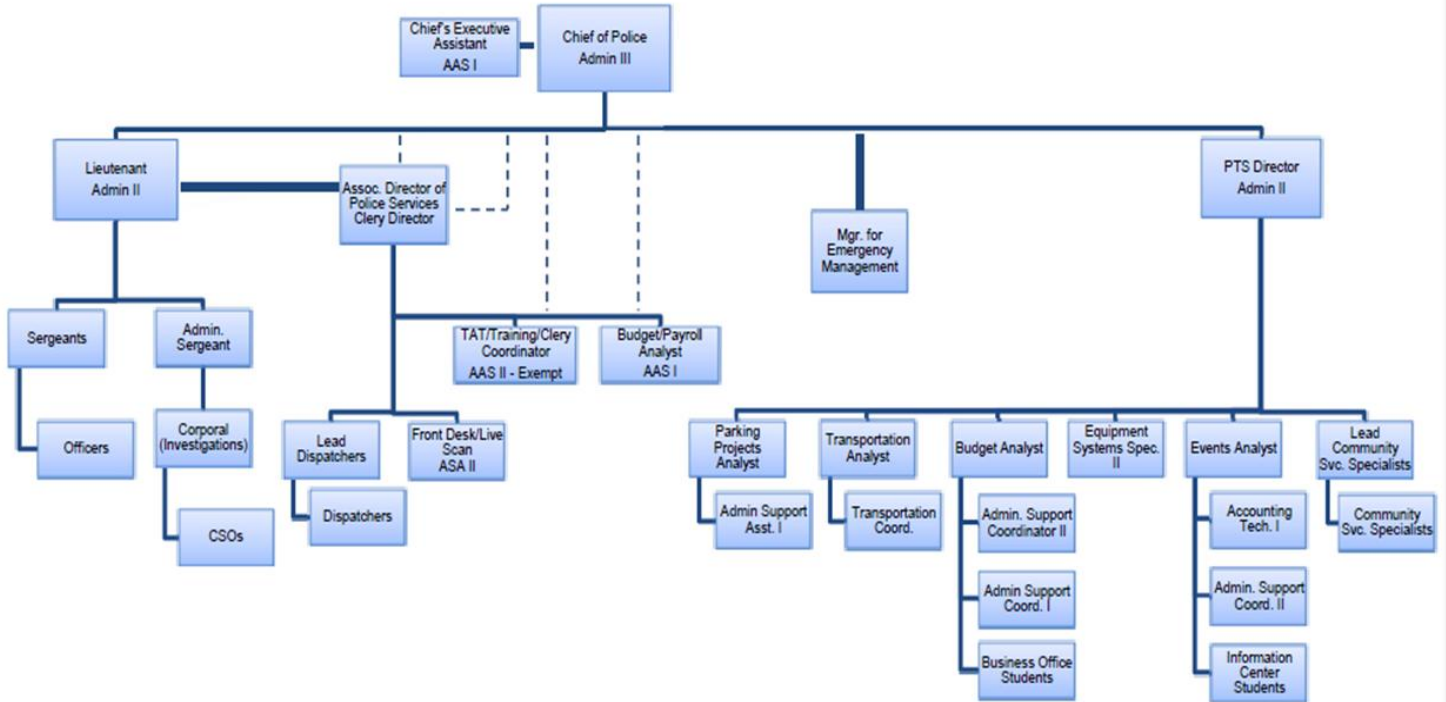 Chief's Executive
Assistant
AAS I
Chief of Police
Admin III
Lieutenant
Admin II
Assoc. Director of
Police Services
Clery Director
Mgr. for
Emergency
Management
PTS Director
Admin II
Sergeants
Admin.
Sergeant
TAT/Training/Clery
Coordinator
AAS II - Exempt
Budget/Payroll
Analyst
AAS I
Officers
Corporal
(Investigations)
CSOs
Lead
Dispatchers
Front Desk/Live
Scan
ASA II
Dispatchers
Parking
Projects
Analyst
Transportation
Analyst
Budget Analyst
Equipment
Systems Spec.
II
Events Analyst
Lead
Community
Svc. Specialists
Admin Support
Asst. I
Transportation
Coord.
Admin. Support
Coordinator II
Accounting
Tech. I
Community
Svc. Specialists
Admin Support
Coord. I
Admin. Support
Coord. II
Business Office
Students
Information
Center
Students